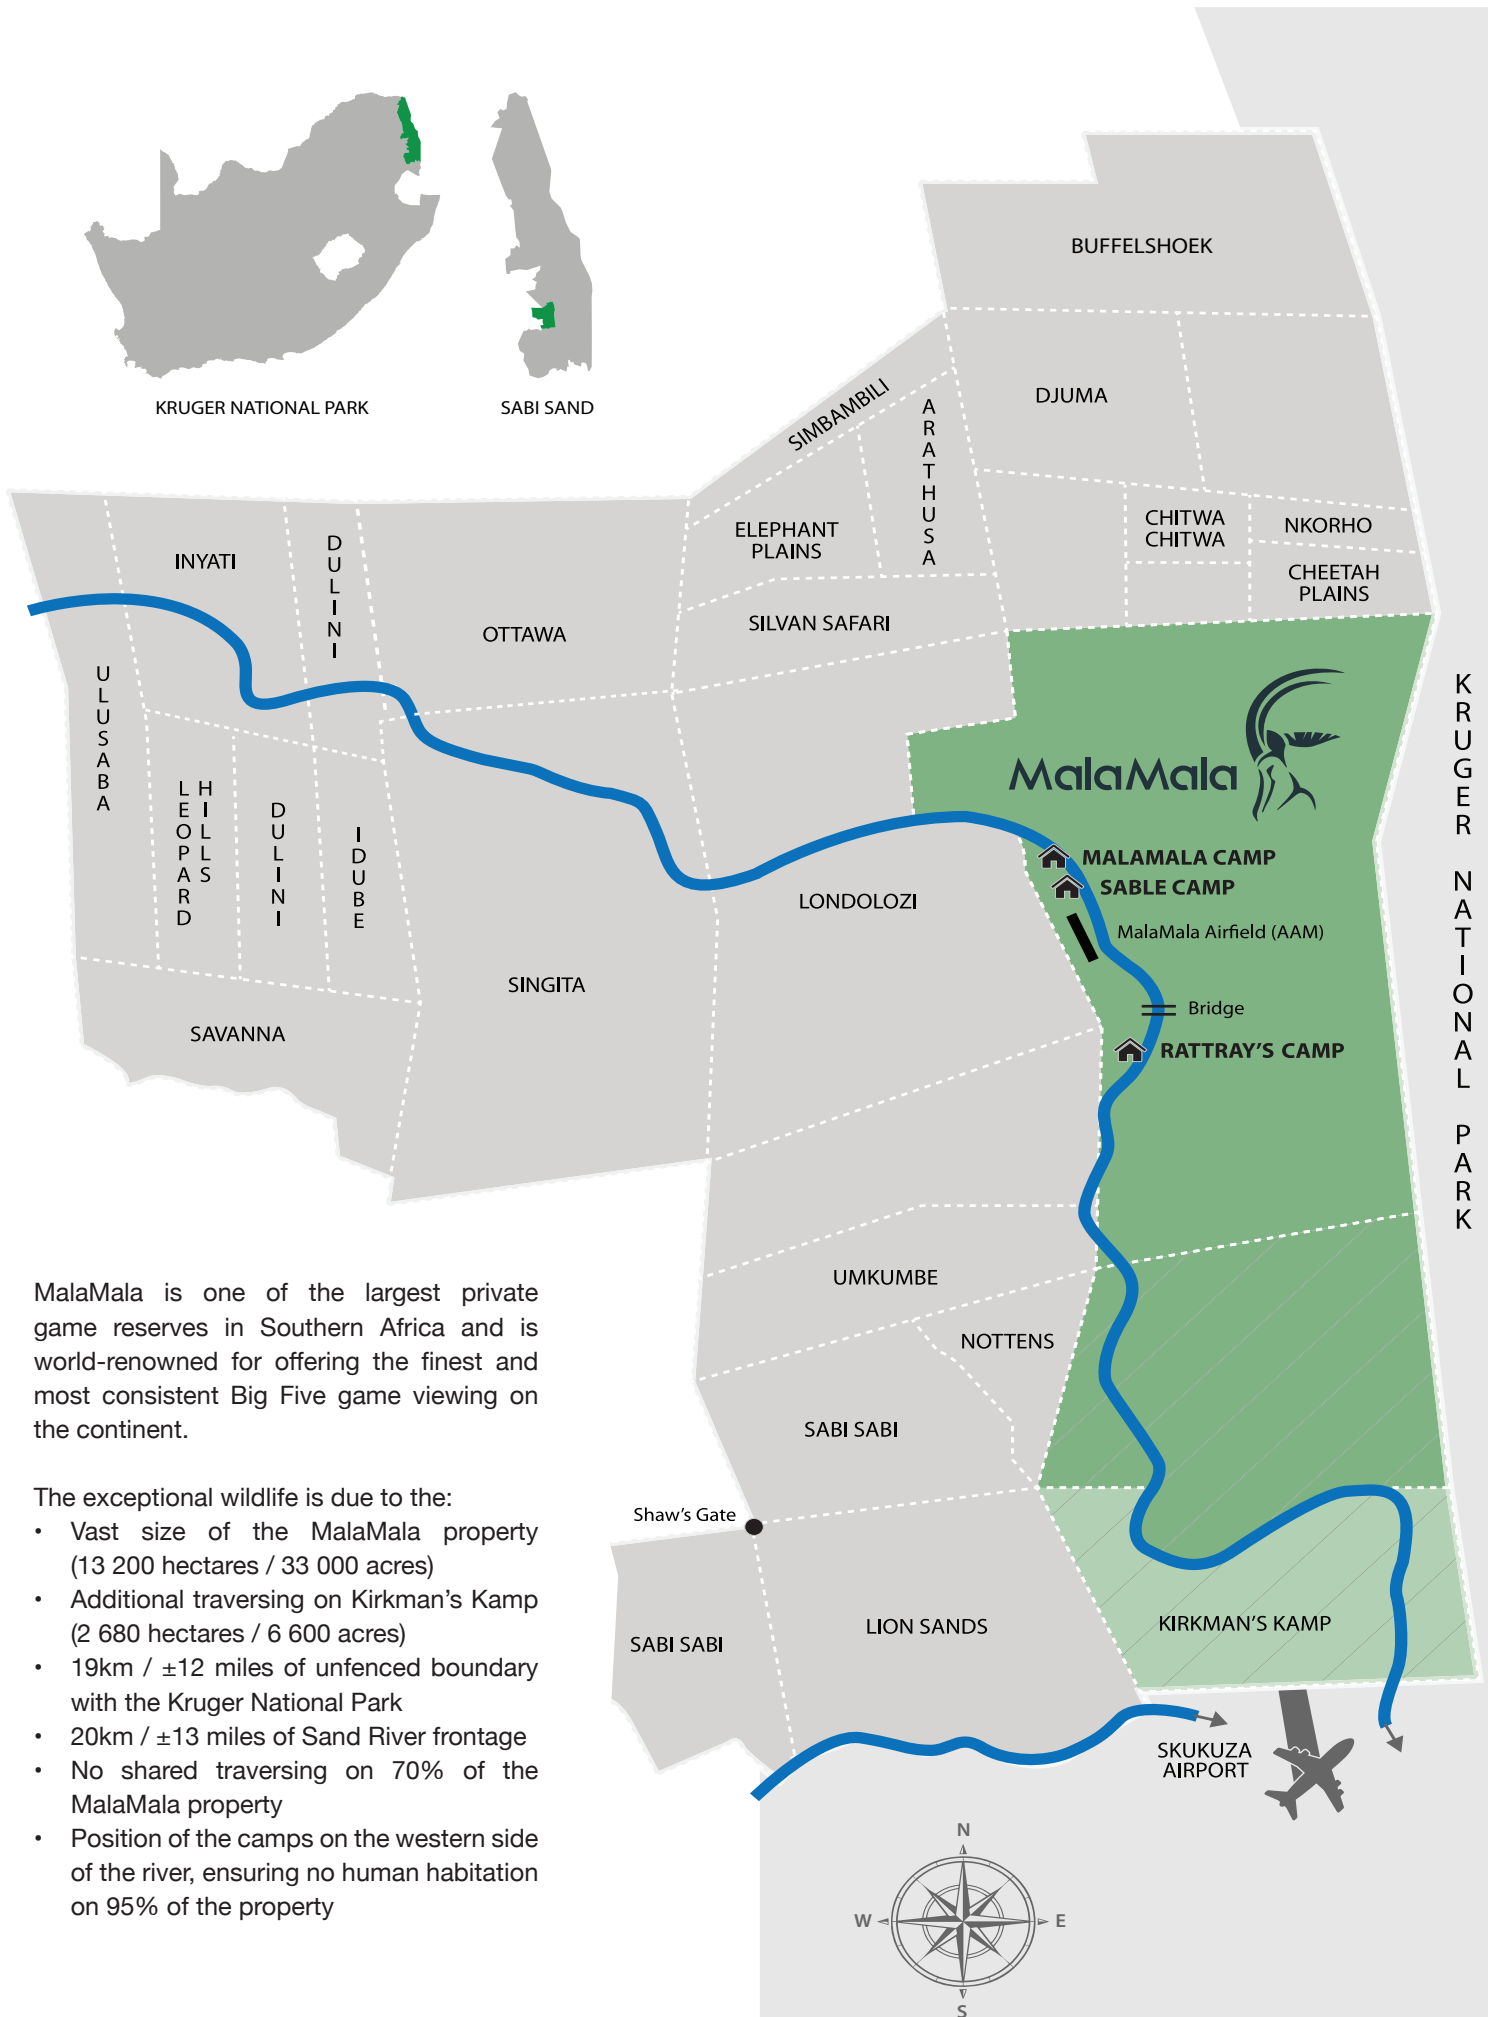 KRUGER NATIONAL PARK
SABI SAND
BUFFELSHOEK
SIMBAMBILI
ARATHUSA
DJUMA
ELEPHANT
PLAINS
CHITWA
CHITWA
NKORHO
CHEETAH
PLAINS
INYATI
DULINI
OTTAWA
SILVAN SAFARI
ULUSABA
LEOPARD
HILLS
DULINI
IDUBE
MalaMala
MALAMALA CAMP
SABLE CAMP
MalaMala Airfield (AAM)
Bridge
RATTRAY'S CAMP
KRUGER NATIONAL PARK
LONDOLOZI
SINGITA
SAVANNA
UMKUMBE
NOTTENS
SABI SABI
Shaw's Gate
SABI SABI
LION SANDS
KIRKMAN'S KAMP
SKUKUZA
AIRPORT
MalaMala is one of the largest private
game reserves in Southern Africa and is
world-renowned for offering the finest and
most consistent Big Five game viewing on
the continent.
The exceptional wildlife is due to the:
• Vast size of the MalaMala property
(13 200 hectares / 33 000 acres)
• Additional traversing on Kirkman's Kamp
(2 680 hectares / 6 600 acres)
• 19km / ±12 miles of unfenced boundary
with the Kruger National Park
• 20km / ±13 miles of Sand River frontage
• No shared traversing on 70% of the
MalaMala property
• Position of the camps on the western side
of the river, ensuring no human habitation
on 95% of the property
N
W
E
S